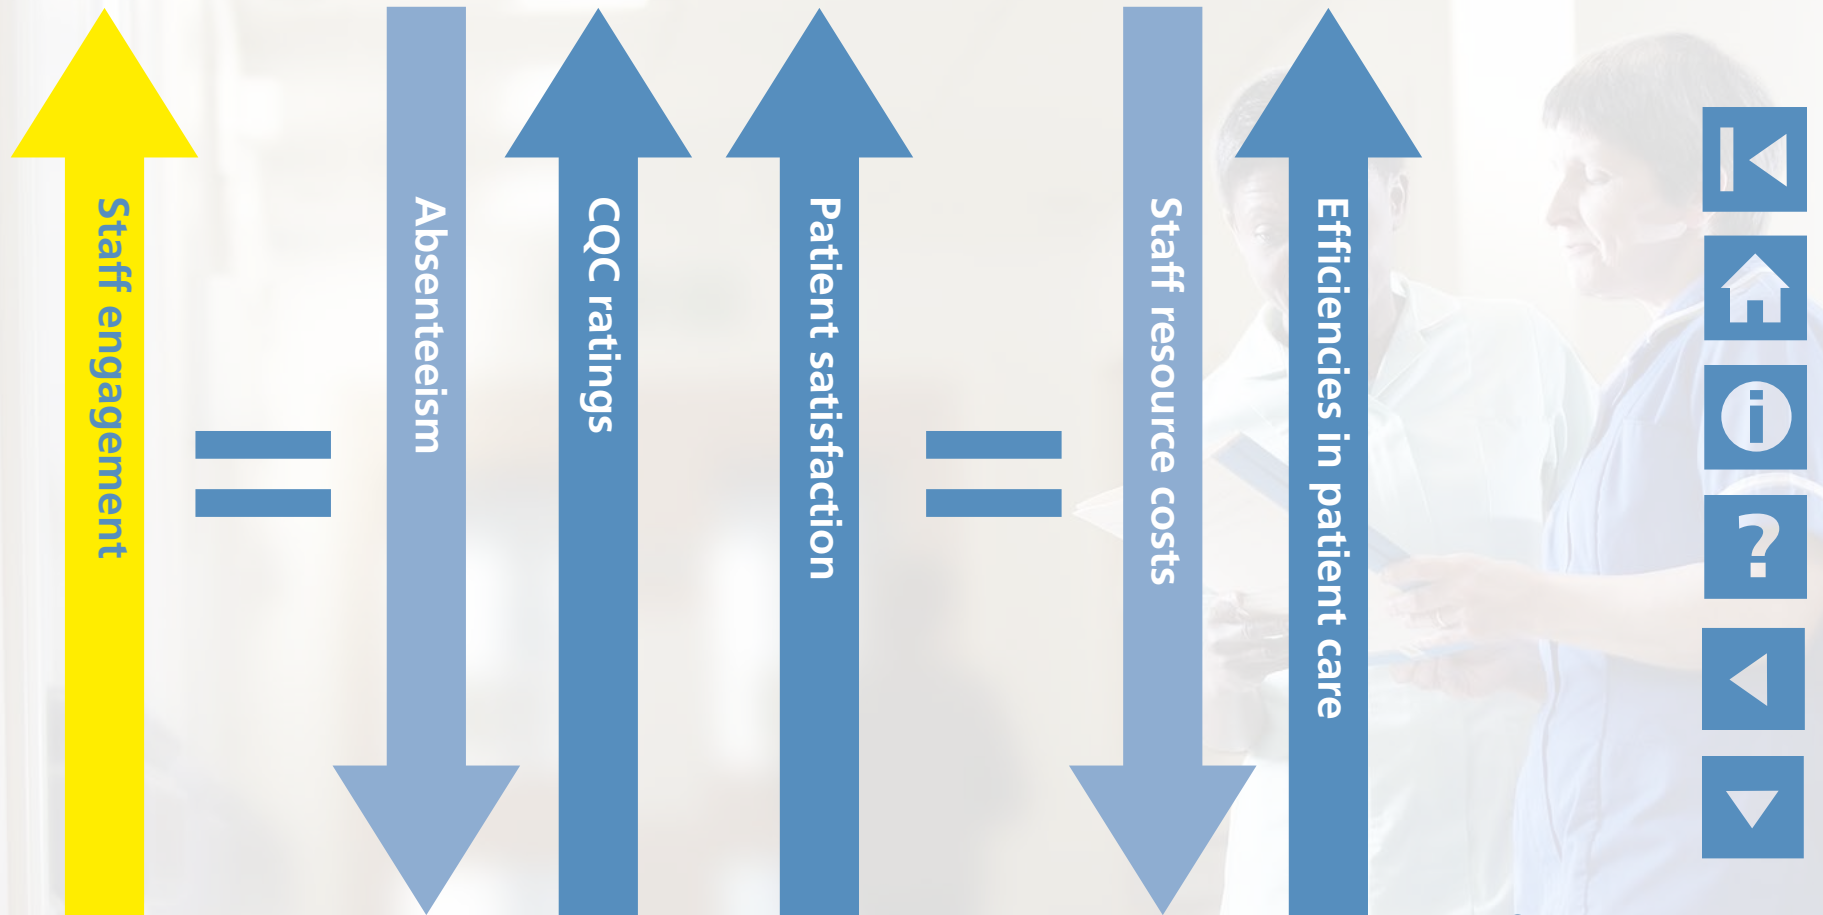 Staff engagement
=
Absenteeism
CQC ratings
Patient satisfaction
=
Staff resource costs
Efficiencies in patient care
i
?